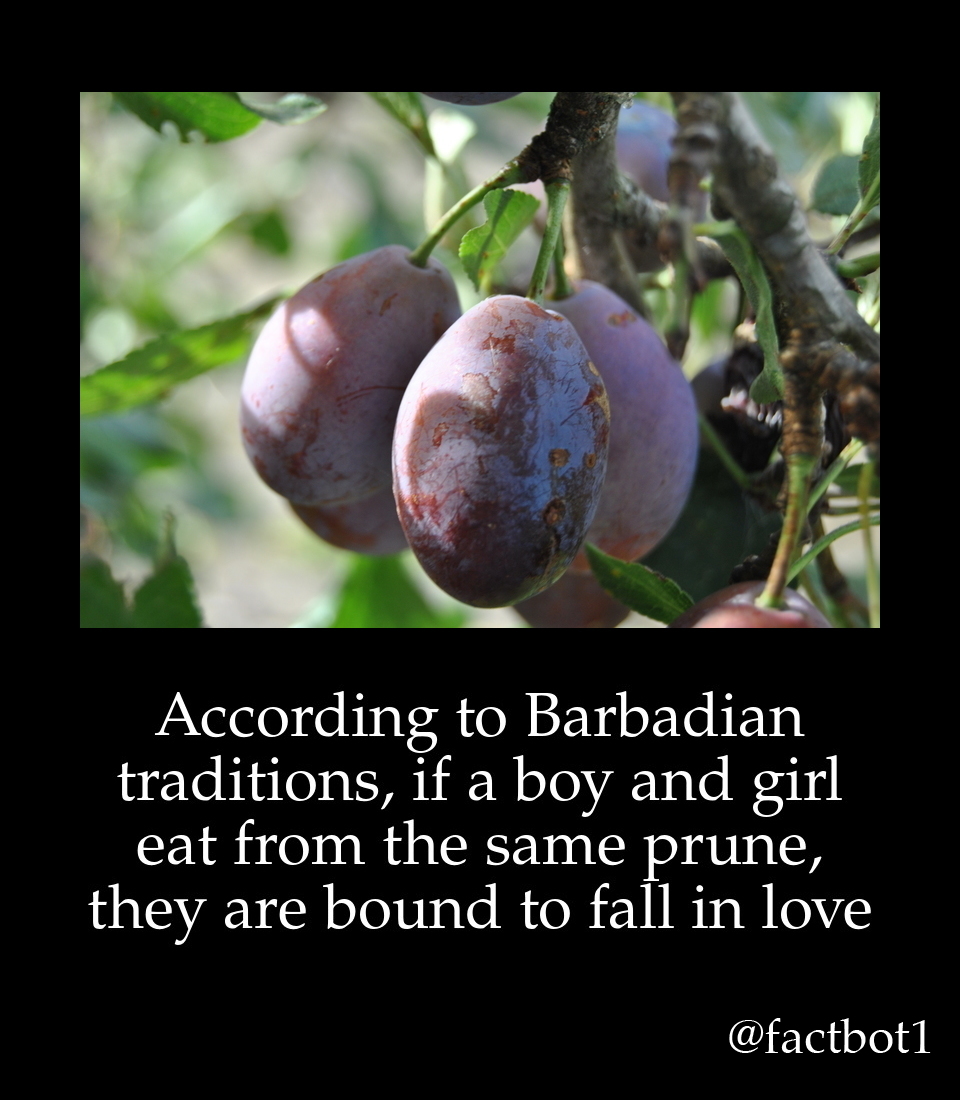 According to Barbadian
traditions, if a boy and girl
eat from the same prune,
they are bound to fall in love
@factbot1